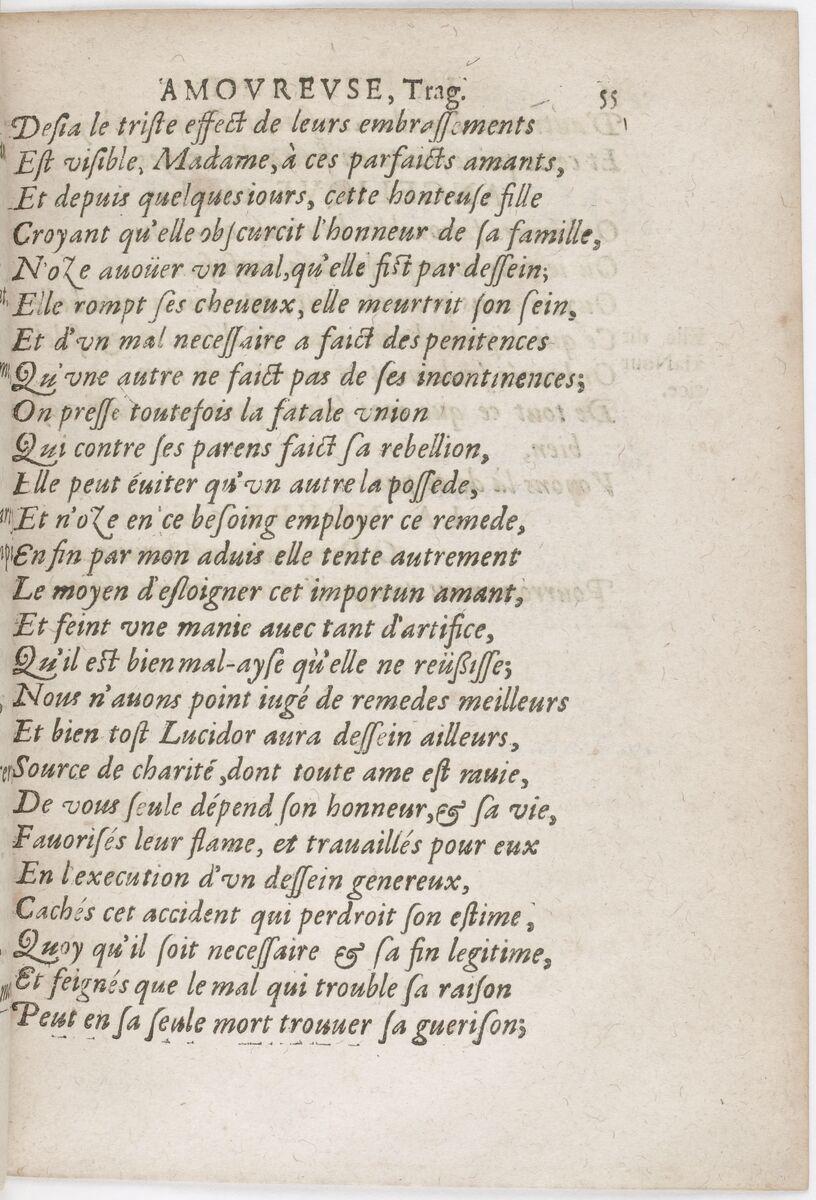 AMOVREVSE, Trag. 55
Desia le triste effect de leurs embrassements
Est visible, Madame, à ces parfaicts amants,
Et depuis quelques iours, cette honteuse fille
Croyant qu'elle obscurcit l'honneur de sa famille,
N'oze auoüer vn mal, qu'elle fist par dessein;
Elle rompt ses cheueux, elle meurtrit son sein,
Et d'vn mal necessaire a faict des penitences
Qu'vne autre ne faict pas de ses incontinences;
On presse toutefois la fatale vnion
Qui contre ses parens faict sa rebellion,
Elle peut éuiter qu'vn autre la possede,
Et n'oze en ce besoing employer ce remede,
En fin par mon aduis elle tente autrement
Le moyen d'esloigner cet importun amant,
Et feint vne manie auec tant d'artifice,
Qu'il est bien mal-ayse qu'elle ne reüßisse;
Nous n'auons point iugé de remedes meilleurs
Et bien tost Lucidor aura dessein ailleurs,
Source de charité, dont toute ame est rauie,
De vous seule dépend son honneur, & sa vie,
Fauorisés leur flame, et trauaillés pour eux
En l'execution d'vn dessein genereux,
Cachés cet accident qui perdroit son estime,
Quoy qu'il soit necessaire & sa fin legitime,
Et feignés que le mal qui trouble sa raison
Peut en sa seule mort trouuer sa guerison;